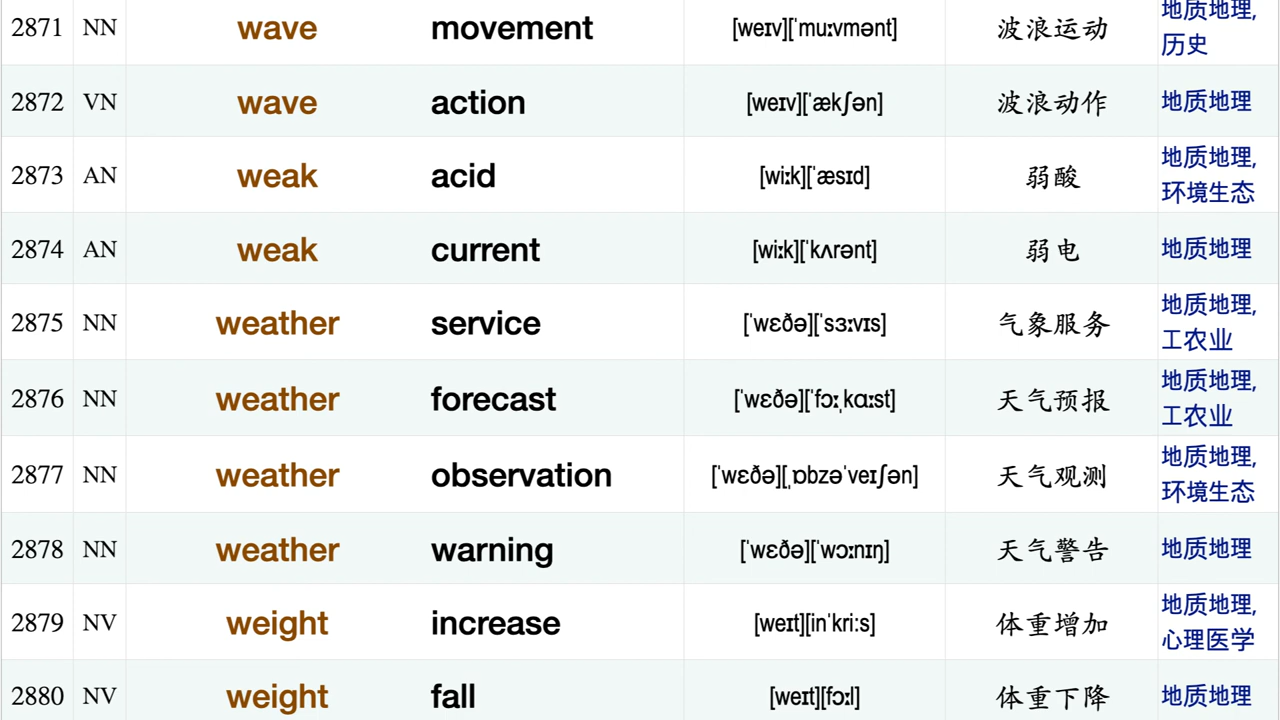 2871 NN wave movement [weɪv][ˈmuːvmənt] 波浪运动 地质地理,
历史
2872 VN wave action [weɪv][ˈækʃən] 波浪动作 地质地理
2873 AN weak acid [wiːk][ˈæsɪd] 弱酸 地质地理,
环境生态
2874 AN weak current [wiːk][ˈkʌrənt] 弱电 地质地理
2875 NN weather service [ˈwɛðə][ˈsɜːvɪs] 气象服务 地质地理,
工农业
2876 NN weather forecast [ˈwɛðə][ˈfɔːˌkɑːst] 天气预报 地质地理,
工农业
2877 NN weather observation [ˈwɛðə][ˌɒbzəˈveɪʃən] 天气观测 地质地理,
环境生态
2878 NN weather warning [ˈwɛðə][ˈwɔːnɪŋ] 天气警告 地质地理
2879 NV weight increase [weɪt][inˈkriːs] 体重增加 地质地理,
心理医学
2880 NV weight fall [weɪt][fɔːl] 体重下降 地质地理